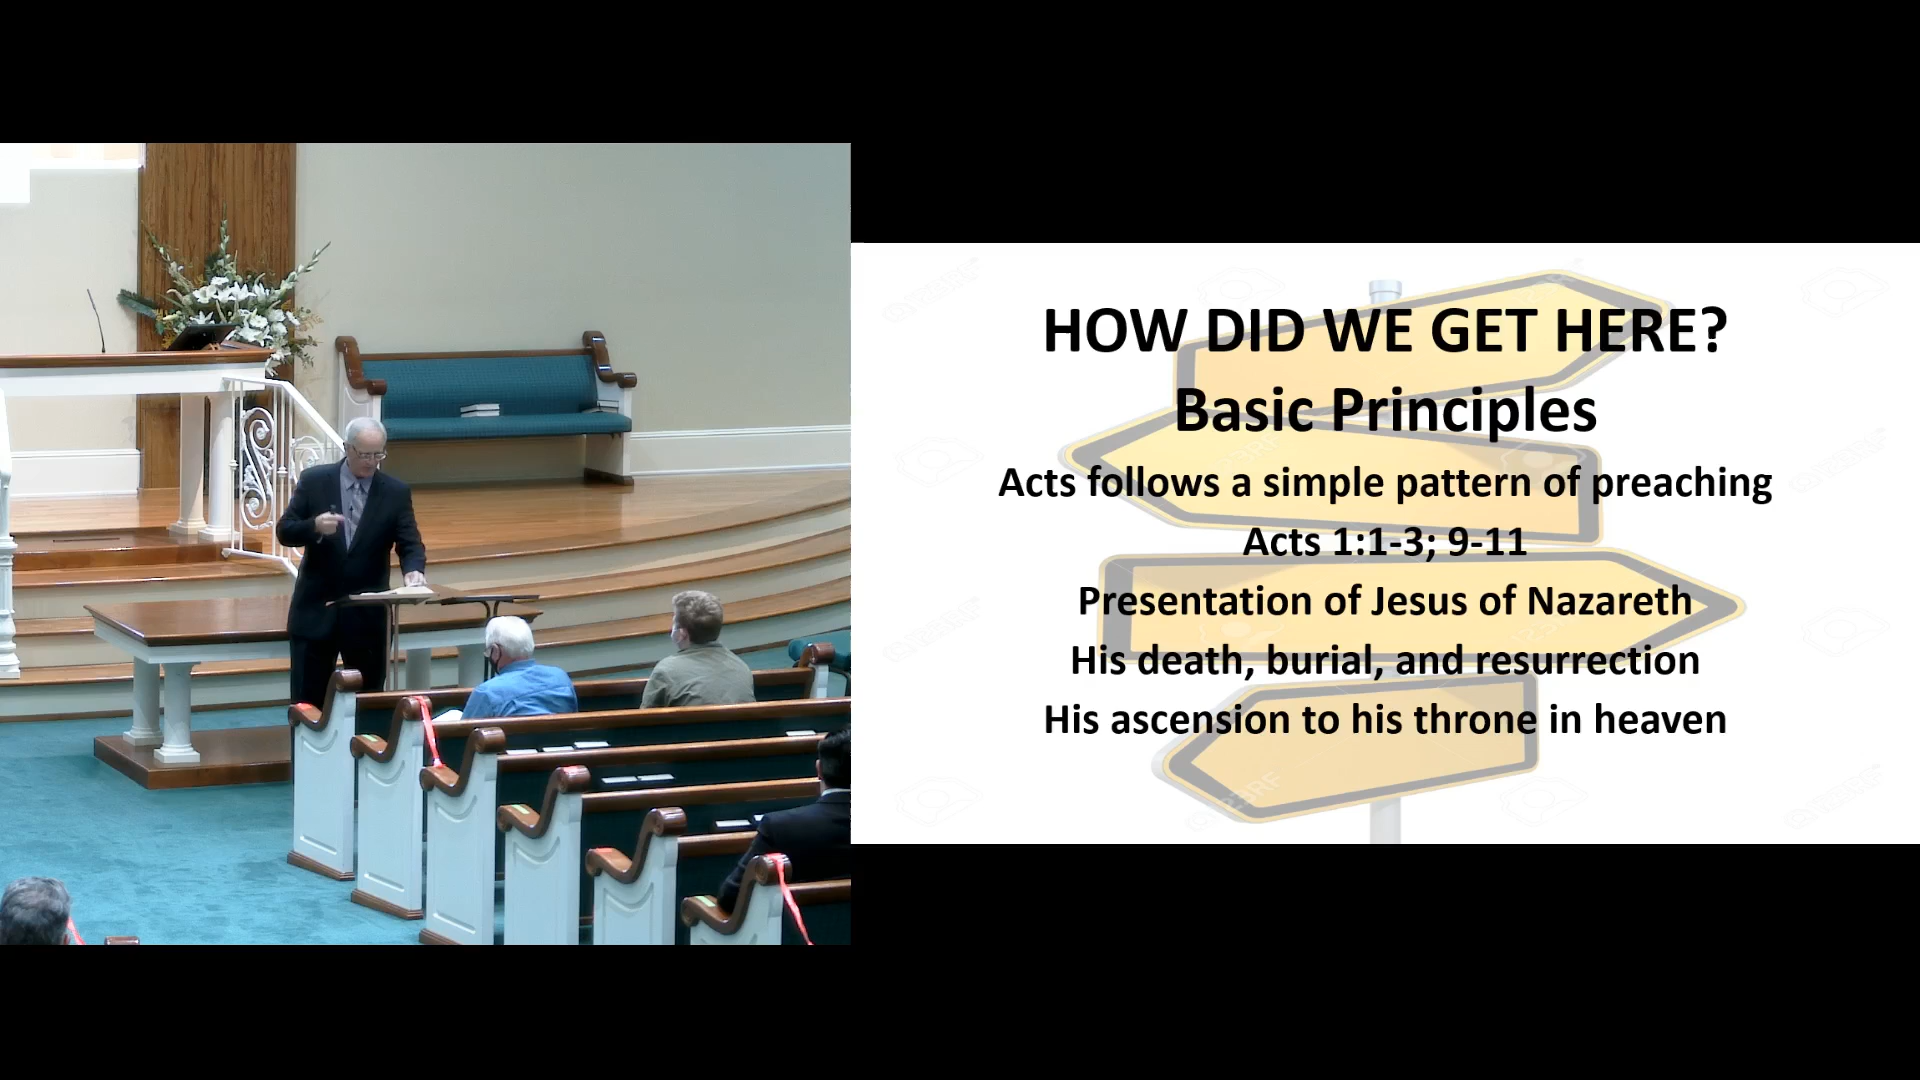 HOW DID WE GET HERE?
Basic Principles
Acts follows a simple pattern of preaching
Acts 1:1-3; 9-11
Presentation of Jesus of Nazareth
His death, burial, and resurrection
His ascension to his throne in heaven